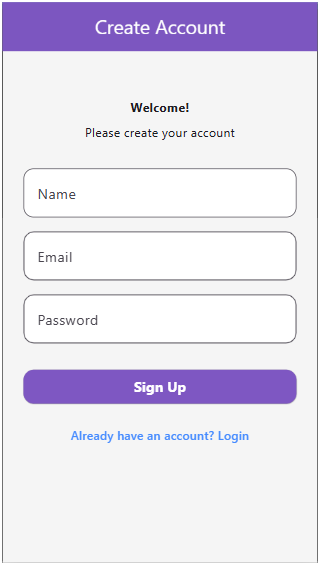 Create Account
Welcome!
Please create your account
Name
Email
Password
Sign Up
Already have an account? Login